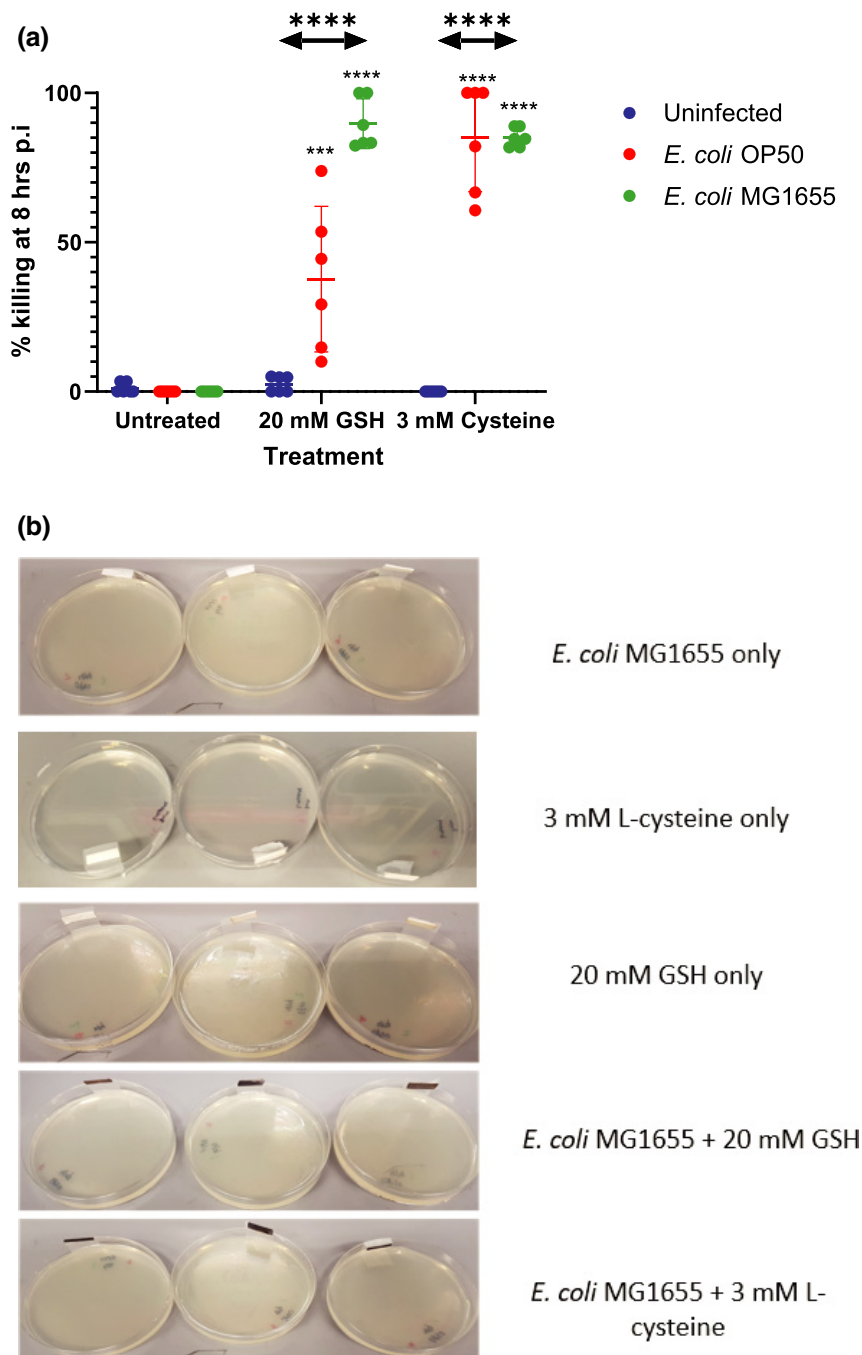 (a)
**** ****
**** **** ****
***
100
50
0
% killing at 8 hrs p.i
Untreated 20 mM GSH 3 mM Cysteine
Treatment
Uninfected
E. coli OP50
E. coli MG1655
(b)
E. coli MG1655 only
3 mM L-cysteine only
20 mM GSH only
E. coli MG1655 + 20 mM GSH
E. coli MG1655 + 3 mM L-
cysteine